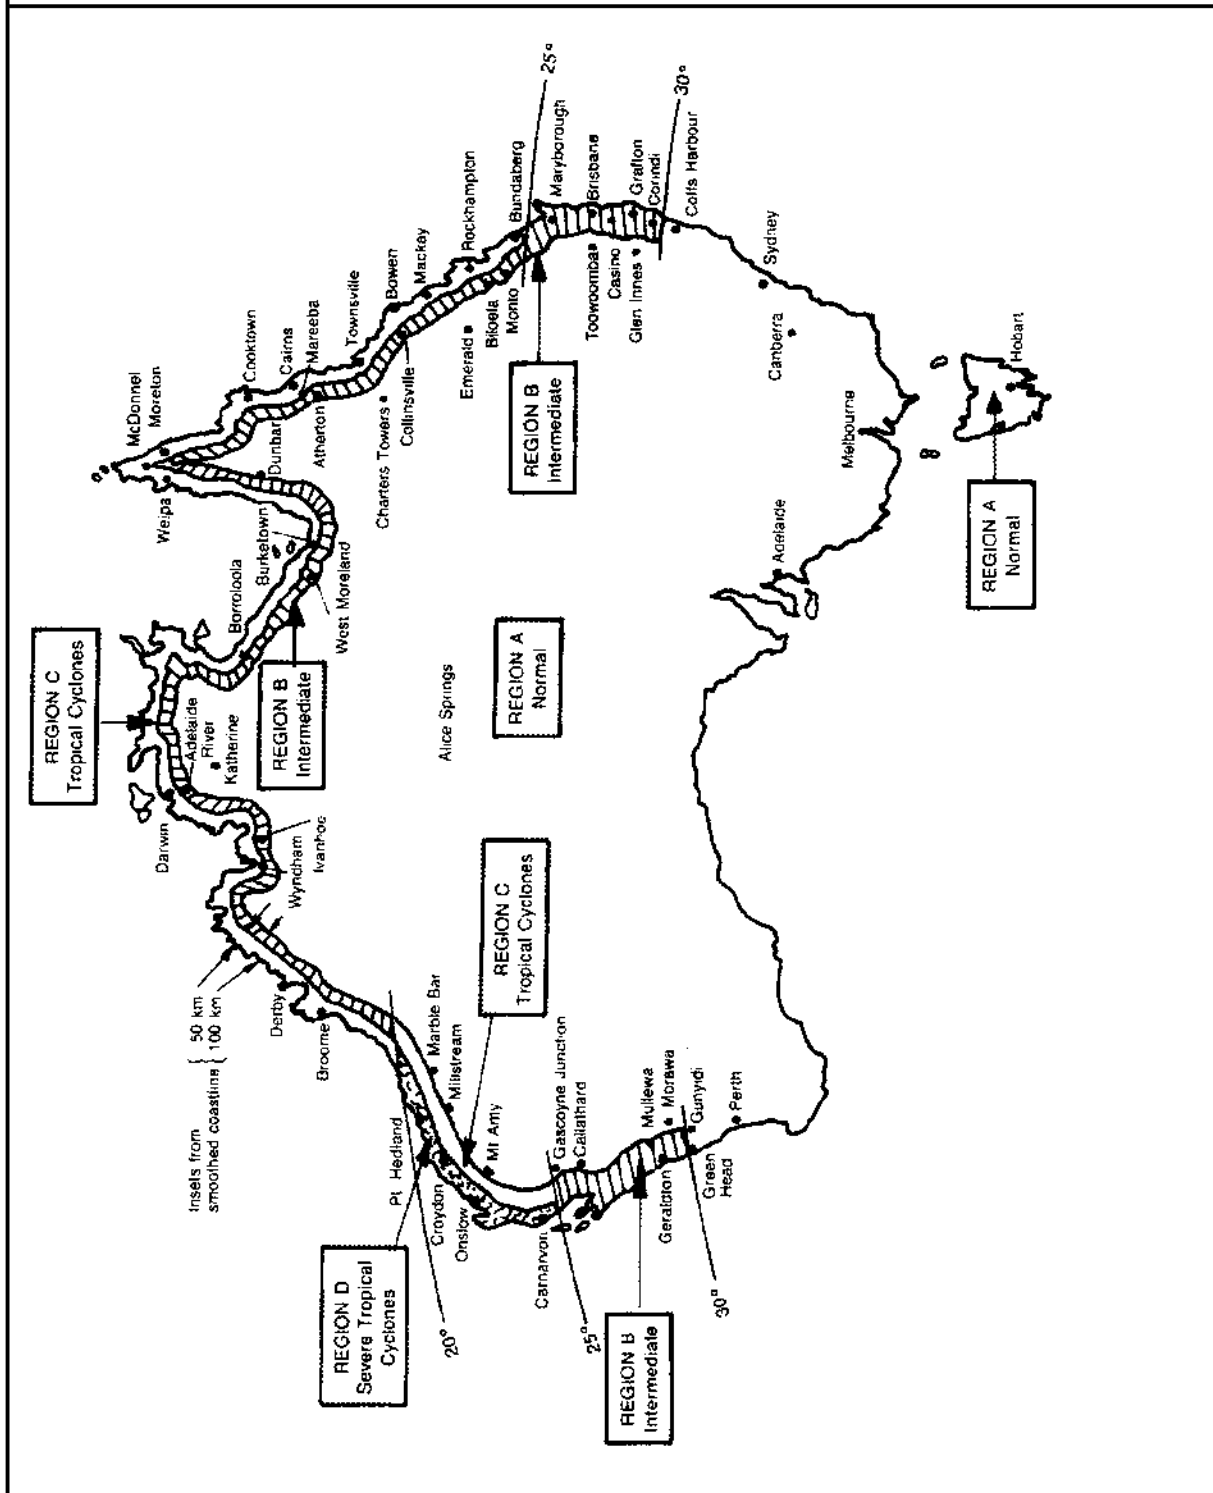 REGION C
Tropical Cyclones
REGION D
Severe Tropical
Cyclones
REGION B
Intermediate
REGION C
Tropical Cyclones
REGION B
Intermediate
REGION A
Normal
REGION B
Intermediate
REGION A
Normal
Insets from
smoothed coastline
50 km
100 km
20°
25°
30°
25°
30°
McDonnel
Moreton
Weipa
Cooktown
Cairns
Mareeba
Dunbar
Atherton
Townsville
Bowen
Mackay
Charters Towers
Collinsville
Rockhampton
Emerald
Biloela
Monto
Bundaberg
Maryborough
Brisbane
Toowoomba
Casino
Glen Innes
Grafton
Corindi
Coffs Harbour
Sydney
Canberra
Melbourne
Hobart
Adelaide
Burketown
Borroloola
West Moreland
Adelaide
River
Katherine
Darwin
Ivanhoe
Wyndham
Alice Springs
Derby
Broome
Marble Bar
Millstream
Pt Hedland
Croydon
Onslow
Mt Amy
Carnarvon
Gascoyne Junction
Callathard
Mullewa
Morawa
Gunyidi
Geraldton
Green
Head
Perth